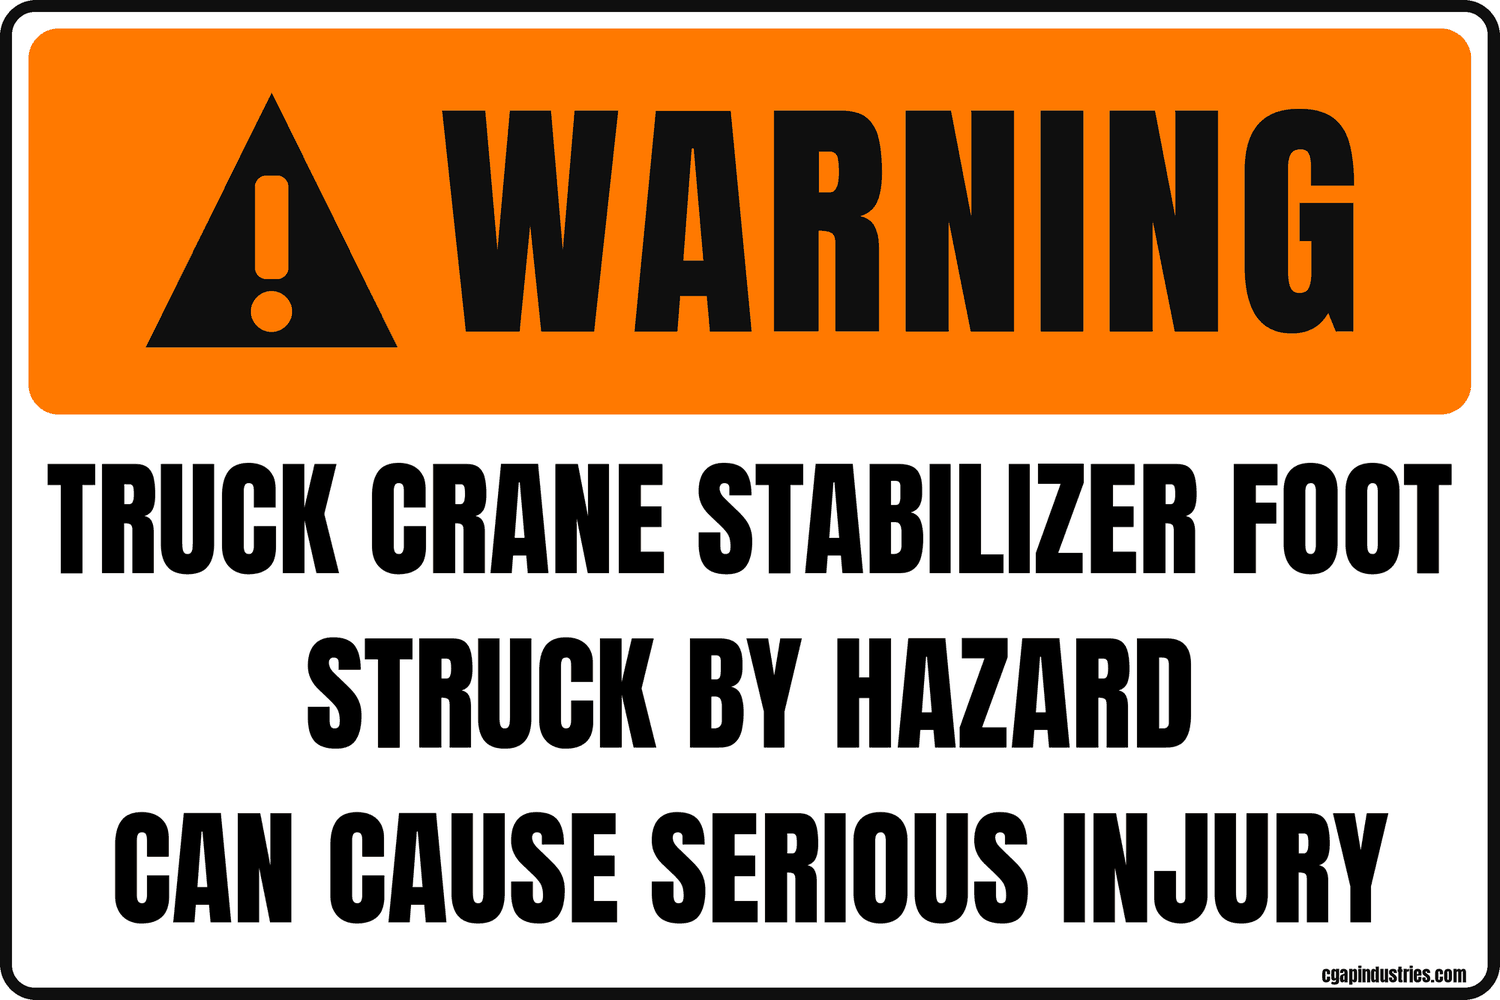 WARNING
TRUCK CRANE STABILIZER FOOT
STRUCK BY HAZARD
CAN CAUSE SERIOUS INJURY
cgapindustries.com